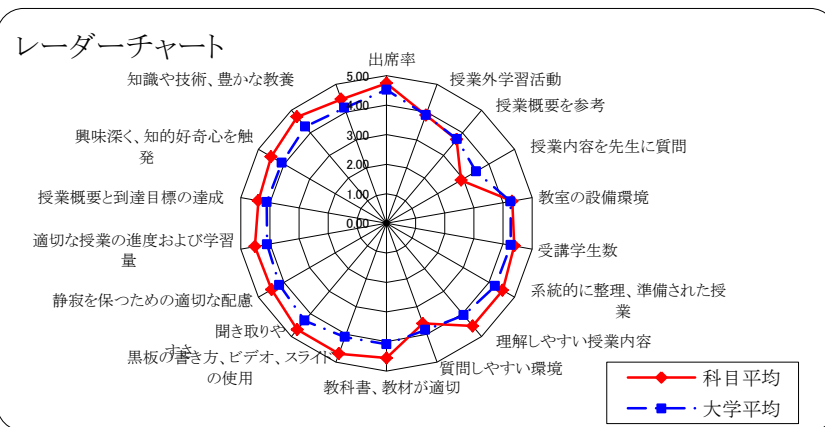 レーダーチャート
出席率
授業外学習活動
授業概要を参考
授業内容を先生に質問
教室の設備環境
受講学生数
系統的に整理、準備された授
業
理解しやすい授業内容
質問しやすい環境
教科書、教材が適切
黒板の書き方、ビデオ、スライド
の使用
聞き取りや
すさ
静寂を保つための適切な配慮
適切な授業の進度および学習
量
授業概要と到達目標の達成
興味深く、知的好奇心を触
発
知識や技術、豊かな教養
5.00
4.00
3.00
2.00
1.00
0.00
科目平均
大学平均